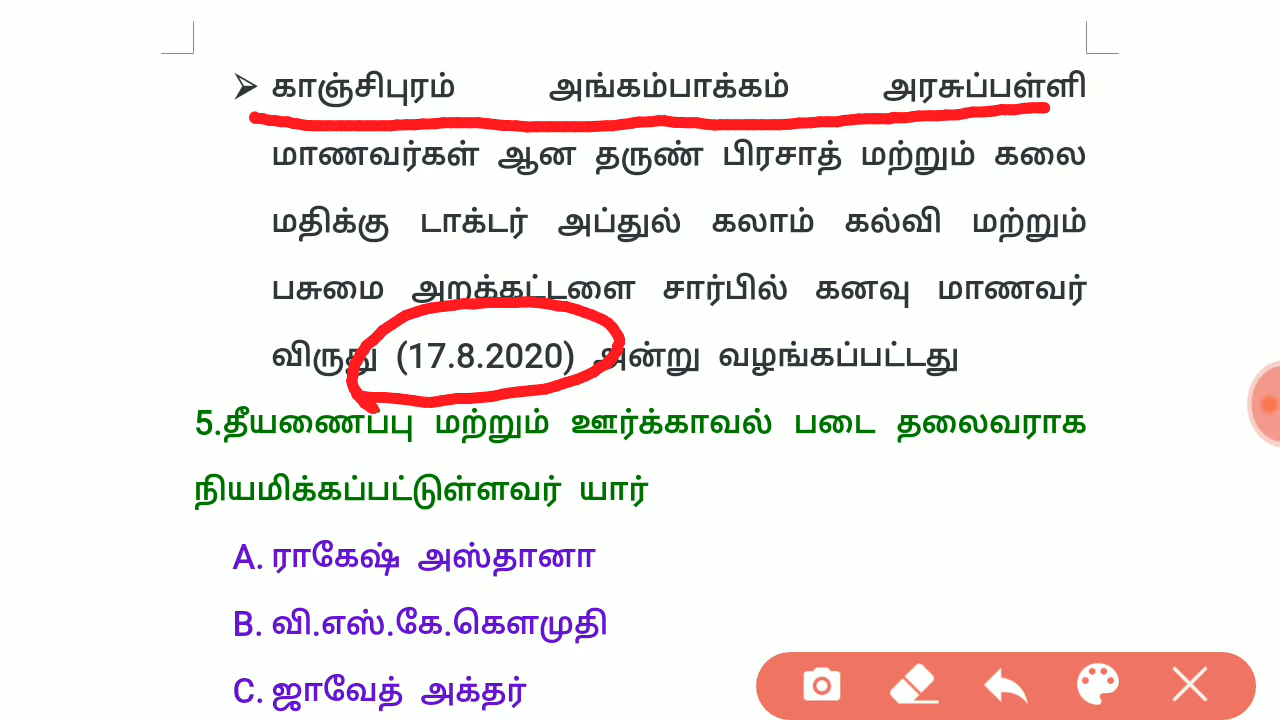 ➤ காஞ்சிபுரம் அங்கம்பாக்கம் அரசுப்பள்ளி
மாணவர்கள் ஆன தருண் பிரசாத் மற்றும் கலை
மதிக்கு டாக்டர் அப்துல் கலாம் கல்வி மற்றும்
பசுமை அறக்கட்டளை சார்பில் கனவு மாணவர்
விருது (17.8.2020) அன்று வழங்கப்பட்டது
5.தீயணைப்பு மற்றும் ஊர்க்காவல் படை தலைவராக
நியமிக்கப்பட்டுள்ளவர் யார்
A. ராகேஷ் அஸ்தானா
B. வி.எஸ்.கே.கௌமுதி
C. ஜாவேத் அக்தர்